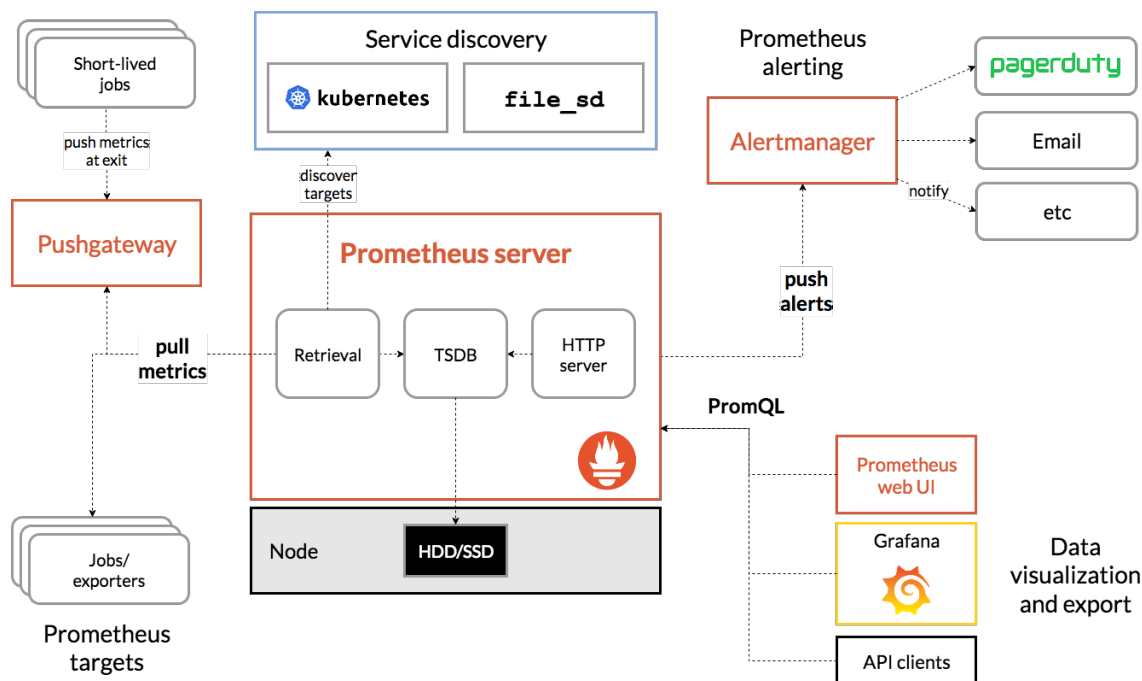 Short-lived
jobs
push metrics
at exit
Pushgateway
Service discovery
kubernetes
file_sd
discover
targets
Prometheus
alerting
Alertmanager
pagerduty
Email
notify
etc
Prometheus server
Retrieval
TSDB
HTTP
server
pull
metrics
push
alerts
PromQL
Node
HDD/SSD
Jobs/
exporters
Prometheus
targets
Prometheus
web UI
Grafana
API clients
Data
visualization
and export